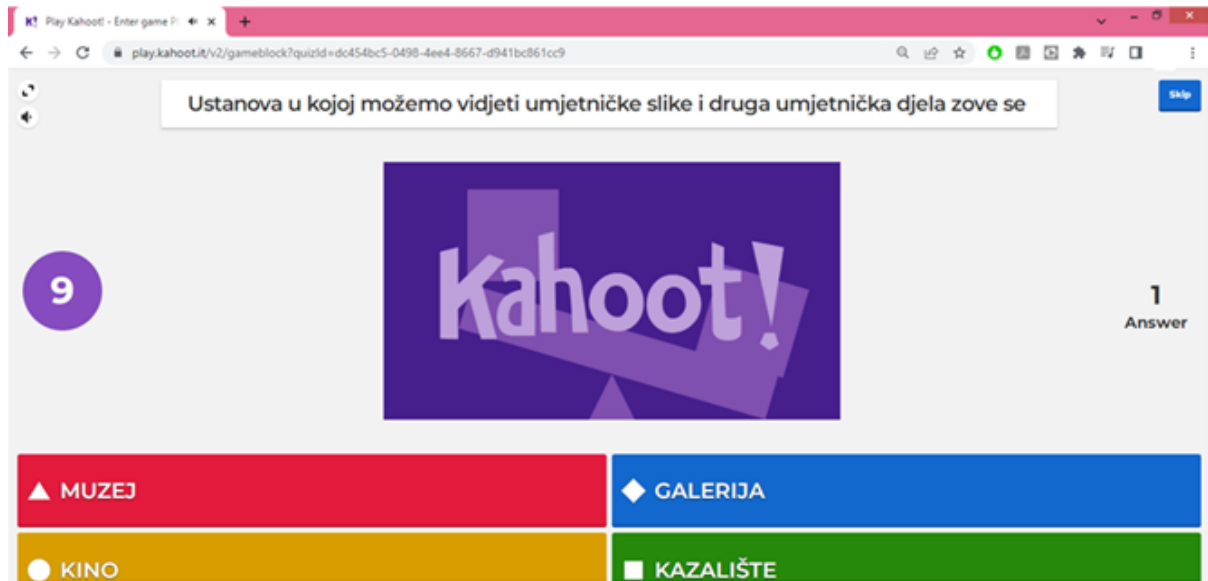 K! Play Kahoot! - Enter game P
play.kahoot.it/v2/gameblock?quizId=dc454bc5-0498-4ee4-8667-d941bc861cc9
Ustanova u kojoj možemo vidjeti umjetničke slike i druga umjetnička djela zove se
Skip
Kahoot!
9
1
Answer
MUZEJ
GALERIJA
KINO
KAZALIŠTE